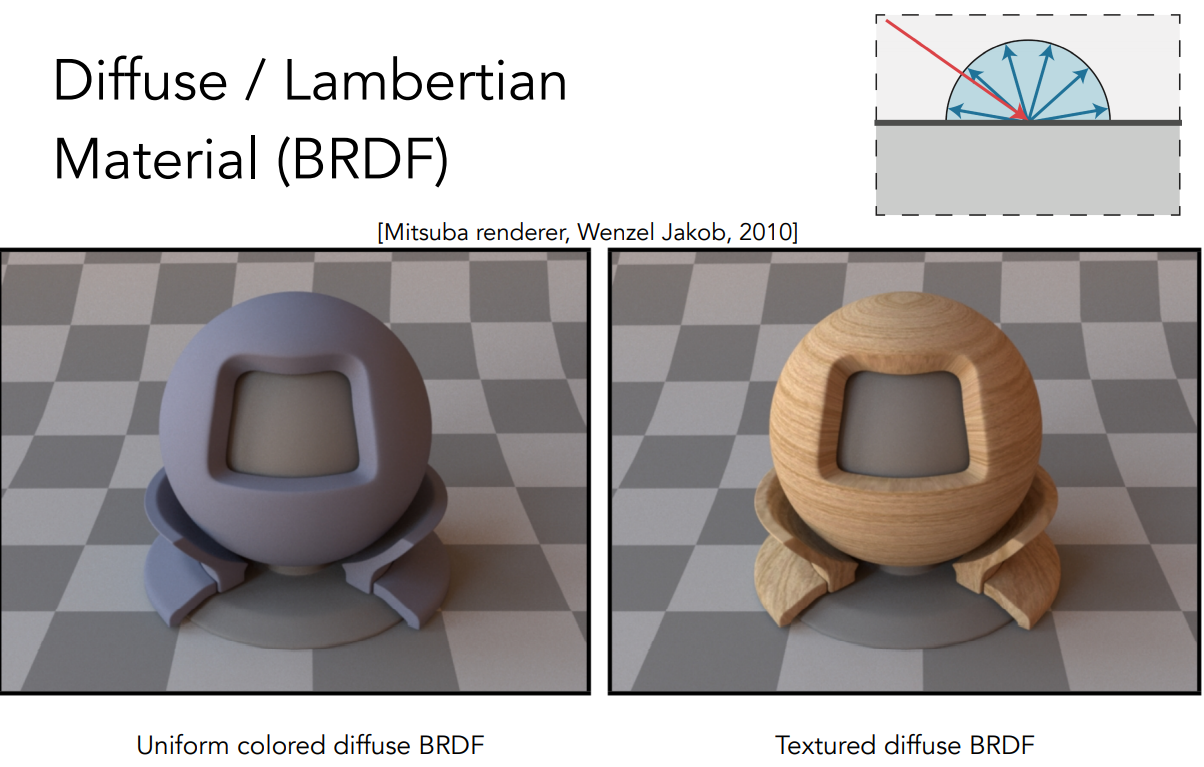 Diffuse / Lambertian
Material (BRDF)
[Mitsuba renderer, Wenzel Jakob, 2010]
Uniform colored diffuse BRDF
Textured diffuse BRDF